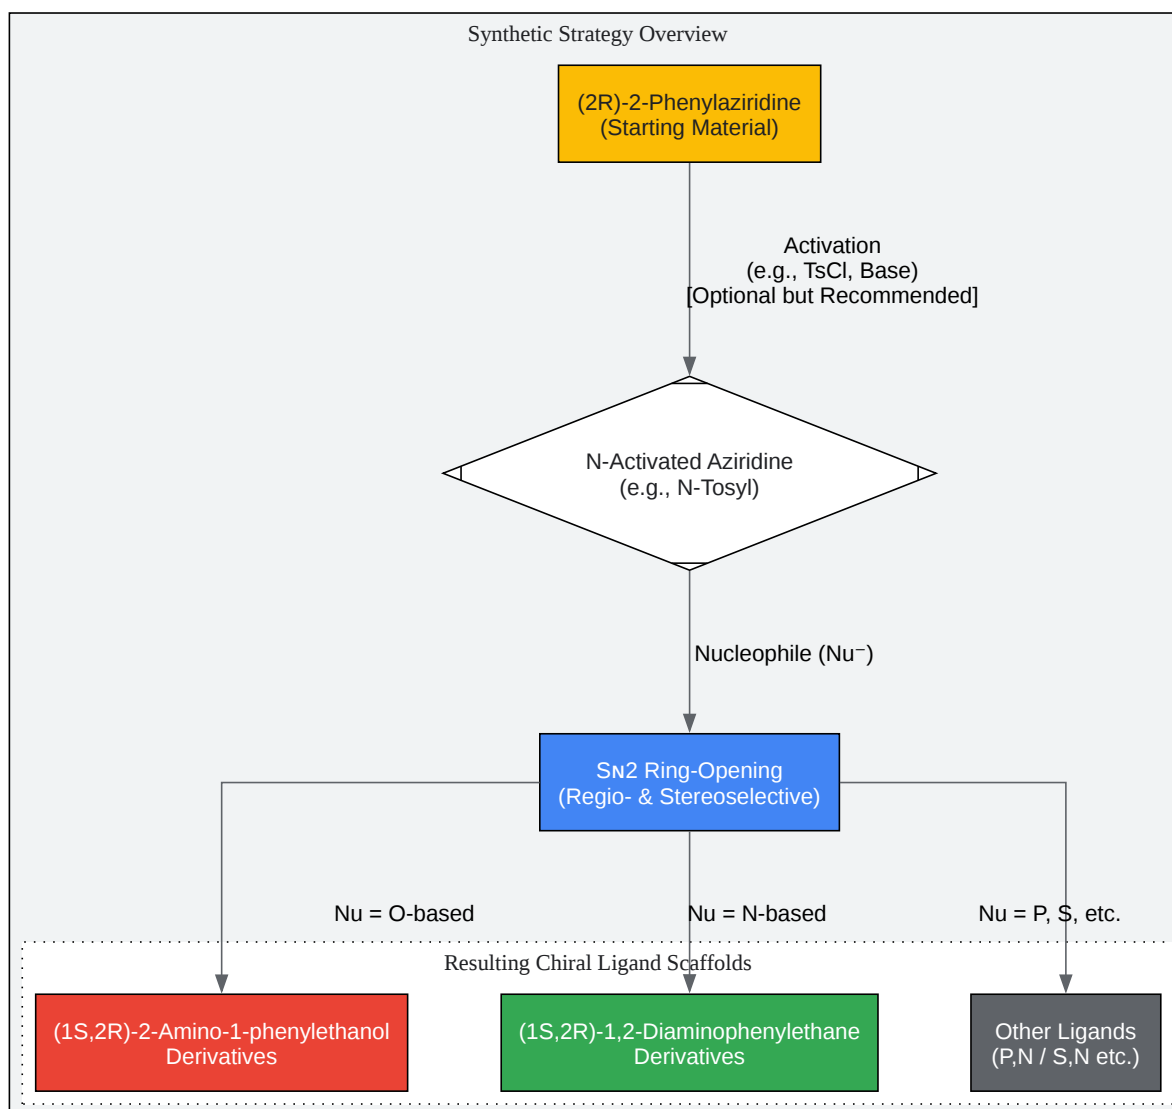 Synthetic Strategy Overview
(2R)-2-Phenylaziridine
(Starting Material)
Activation
(e.g., TsCl, Base)
[Optional but Recommended]
N-Activated Aziridine
(e.g., N-Tosyl)
Nucleophile (Nu⁻)
Sɴ2 Ring-Opening
(Regio- & Stereoselective)
Nu = O-based
Nu = N-based
Nu = P, S, etc.
Resulting Chiral Ligand Scaffolds
(1S,2R)-2-Amino-1-phenylethanol
Derivatives
(1S,2R)-1,2-Diaminophenylethane
Derivatives
Other Ligands
(P,N / S,N etc.)